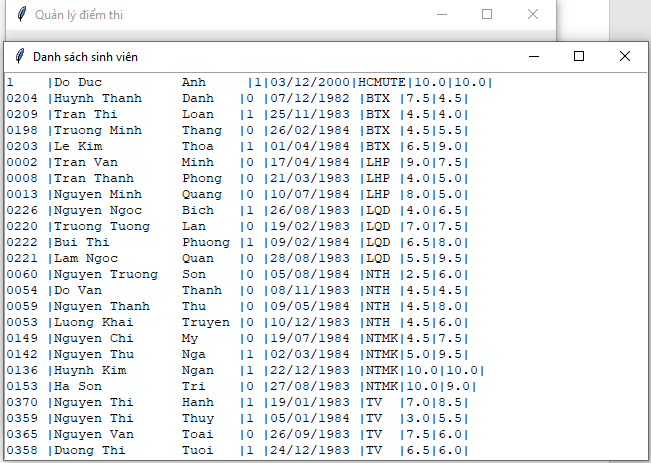 Quản lý điểm thi
Danh sách sinh viên
1    |Do Duc          Anh     |1|03/12/2000|HCMUTE|10.0|10.0|
0204 |Huynh Thanh     Danh   |0 |07/12/1982 |BTX |7.5|4.5|
0209 |Tran Thi        Loan   |1 |25/11/1983 |BTX |4.5|4.0|
0198 |Truong Minh     Thang  |0 |26/02/1984 |BTX |4.5|5.5|
0203 |Le Kim          Thoa   |1 |01/04/1984 |BTX |6.5|9.0|
0002 |Tran Van        Minh   |0 |17/04/1984 |LHP |9.0|7.5|
0008 |Tran Thanh      Phong  |0 |21/03/1983 |LHP |4.0|5.0|
0013 |Nguyen Minh     Quang  |0 |10/07/1984 |LHP |8.0|5.0|
0226 |Nguyen Ngoc     Bich   |1 |26/08/1983 |LQD |4.0|6.5|
0220 |Truong Tuong    Lan    |0 |19/02/1983 |LQD |7.0|7.5|
0222 |Bui Thi         Phuong |1 |09/02/1984 |LQD |6.5|8.0|
0221 |Lam Ngoc        Quan   |0 |28/08/1983 |LQD |5.5|9.5|
0060 |Nguyen Truong   Son    |0 |05/08/1984 |NTH |2.5|6.0|
0054 |Do Van          Thanh  |0 |08/11/1983 |NTH |4.5|4.5|
0059 |Nguyen Thanh    Thu    |0 |09/05/1984 |NTH |4.5|8.0|
0053 |Luong Khai      Truyen |0 |10/12/1983 |NTH |4.5|6.0|
0149 |Nguyen Chi      My     |0 |19/07/1984 |NTMK|4.5|7.5|
0142 |Nguyen Thu      Nga    |1 |02/03/1984 |NTMK|5.0|9.5|
0136 |Huynh Kim       Ngan   |1 |22/12/1983 |NTMK|10.0|10.0|
0153 |Ha Son          Tri    |0 |27/08/1983 |NTMK|10.0|9.0|
0370 |Nguyen Thi      Hanh   |1 |19/01/1983 |TV  |7.0|8.5|
0359 |Nguyen Thi      Thuy   |1 |05/01/1984 |TV  |3.0|5.5|
0365 |Nguyen Van      Toai   |0 |26/09/1983 |TV  |7.5|6.0|
0358 |Duong Thi       Tuoi   |1 |24/12/1983 |TV  |6.5|6.0|